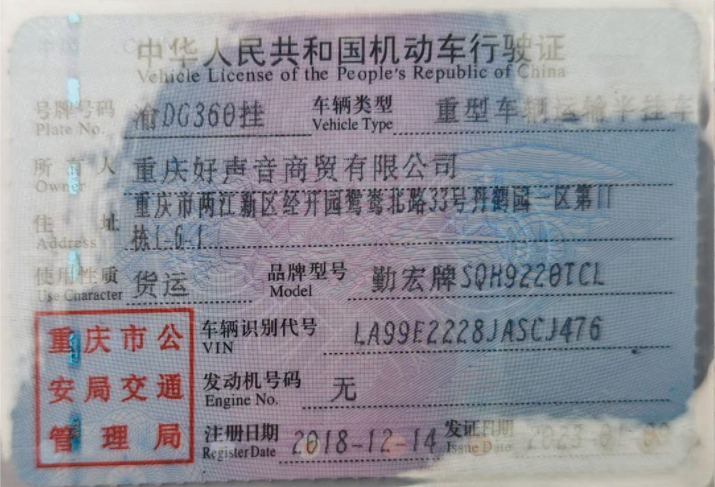 中华人民共和国机动车行驶证
Vehicle License of the People's Republic of China
号牌号码 渝DG360挂 车辆类型 重型车辆运输半挂车
Plate No. Vehicle Type
所有人 重庆好声音商贸有限公司
Owner
住址 重庆市两江新区经开园鸳鸯北路33号丹鹤园一区第11
Address 栋1-6-1
使用性质 货运 品牌型号 勤宏牌SQH9220TCL
Use Character Model
重庆市公
安局交通
管理局
车辆识别代号 LA99E2228JASCJ476
VIN
发动机号码 无
Engine No.
注册日期 2018-12-14 发证日期
Register Date Issue Date